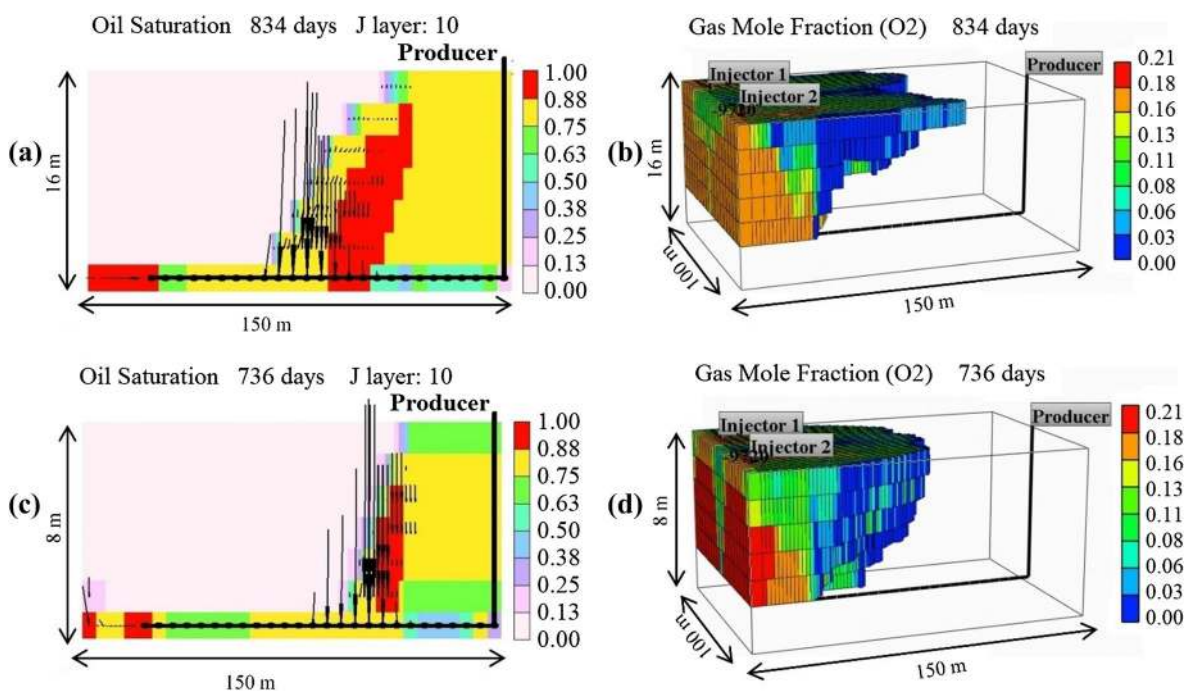 Oil Saturation 834 days J layer: 10
Producer
(a)
16 m
150 m
1.00
0.88
0.75
0.63
0.50
0.38
0.25
0.13
0.00
Gas Mole Fraction (O2) 834 days
Injector 1
Injector 2
Producer
(b)
16 m
100 m
150 m
0.21
0.18
0.16
0.13
0.11
0.08
0.06
0.03
0.00
Oil Saturation 736 days J layer: 10
Producer
(c)
8 m
150 m
1.00
0.88
0.75
0.63
0.50
0.38
0.25
0.13
0.00
Gas Mole Fraction (O2) 736 days
Injector 1
Injector 2
Producer
(d)
8 m
100 m
150 m
0.21
0.18
0.16
0.13
0.11
0.08
0.06
0.03
0.00